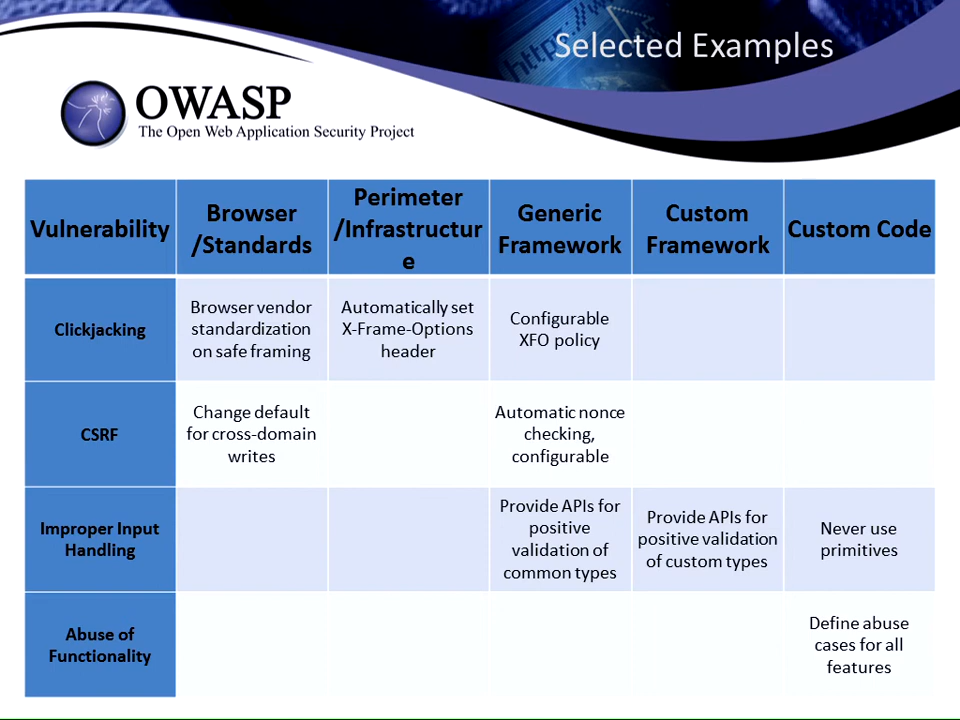 http:
Selected Examples
OWASP
The Open Web Application Security Project
Vulnerability
Browser
/Standards
Perimeter
/Infrastructur
e
Generic
Framework
Custom
Framework
Custom Code
Clickjacking
Browser vendor
standardization
on safe framing
Automatically set
X-Frame-Options
header
Configurable
XFO policy
CSRF
Change default
for cross-domain
writes
Automatic nonce
checking,
configurable
Improper Input
Handling
Provide APIs for
positive
validation of
common types
Provide APIs for
positive validation
of custom types
Never use
primitives
Abuse of
Functionality
Define abuse
cases for all
features